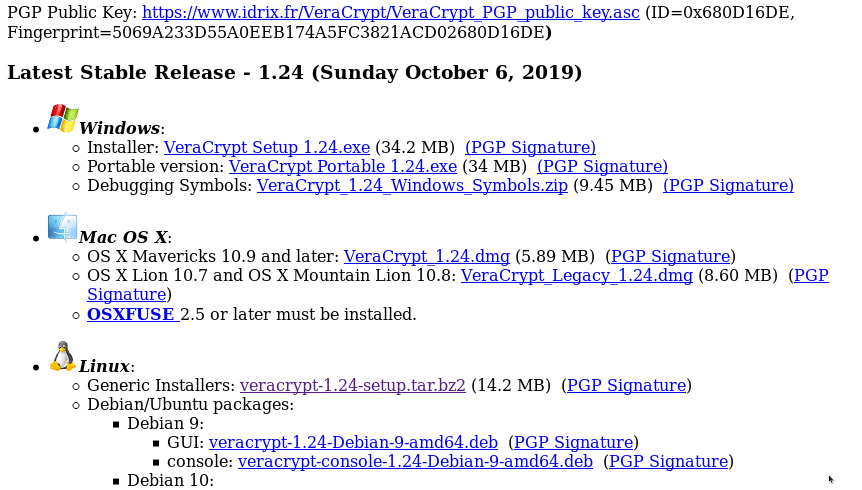 PGP Public Key: https://www.idrix.fr/VeraCrypt/VeraCrypt_PGP_public_key.asc (ID=0x680D16DE,
Fingerprint=5069A233D55A0EEB174A5FC3821ACD02680D16DE)
Latest Stable Release - 1.24 (Sunday October 6, 2019)
Windows:
Installer: VeraCrypt Setup 1.24.exe (34.2 MB) (PGP Signature)
Portable version: VeraCrypt Portable 1.24.exe (34 MB) (PGP Signature)
Debugging Symbols: VeraCrypt_1.24_Windows_Symbols.zip (9.45 MB) (PGP Signature)
Mac OS X:
OS X Mavericks 10.9 and later: VeraCrypt_1.24.dmg (5.89 MB) (PGP Signature)
OS X Lion 10.7 and OS X Mountain Lion 10.8: VeraCrypt_Legacy_1.24.dmg (8.60 MB) (PGP
Signature)
OSXFUSE 2.5 or later must be installed.
Linux:
Generic Installers: veracrypt-1.24-setup.tar.bz2 (14.2 MB) (PGP Signature)
Debian/Ubuntu packages:
Debian 9:
GUI: veracrypt-1.24-Debian-9-amd64.deb (PGP Signature)
console: veracrypt-console-1.24-Debian-9-amd64.deb (PGP Signature)
Debian 10: